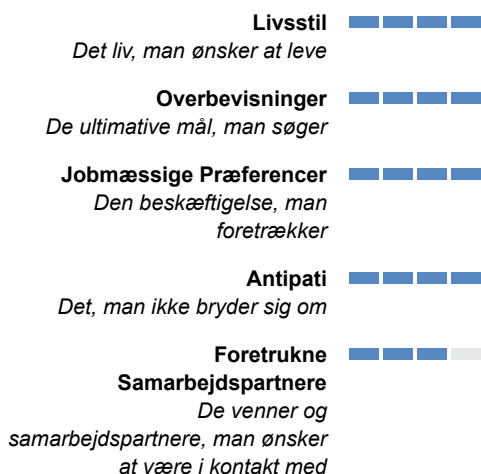 Livsstil
Det liv, man ønsker at leve
Overbevisninger
De ultimative mål, man søger
Jobmæssige Præferencer
Den beskæftigelse, man
foretrækker
Antipati
Det, man ikke bryder sig om
Foretrukne
Samarbejdspartnere
De venner og
samarbejdspartnere, man ønsker
at være i kontakt med